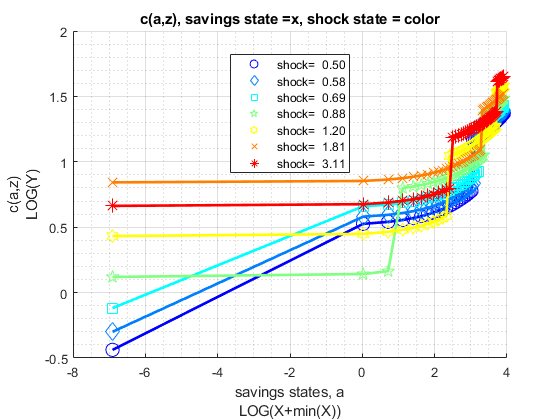 c(a,z), savings state =x, shock state = color
2
1.5
1
0.5
0
-0.5
c(a,z)
LOG(Y)
shock= 0.50
shock= 0.58
shock= 0.69
shock= 0.88
shock= 1.20
shock= 1.81
shock= 3.11
-8 -6 -4 -2 0 2 4
savings states, a
LOG(X+min(X))